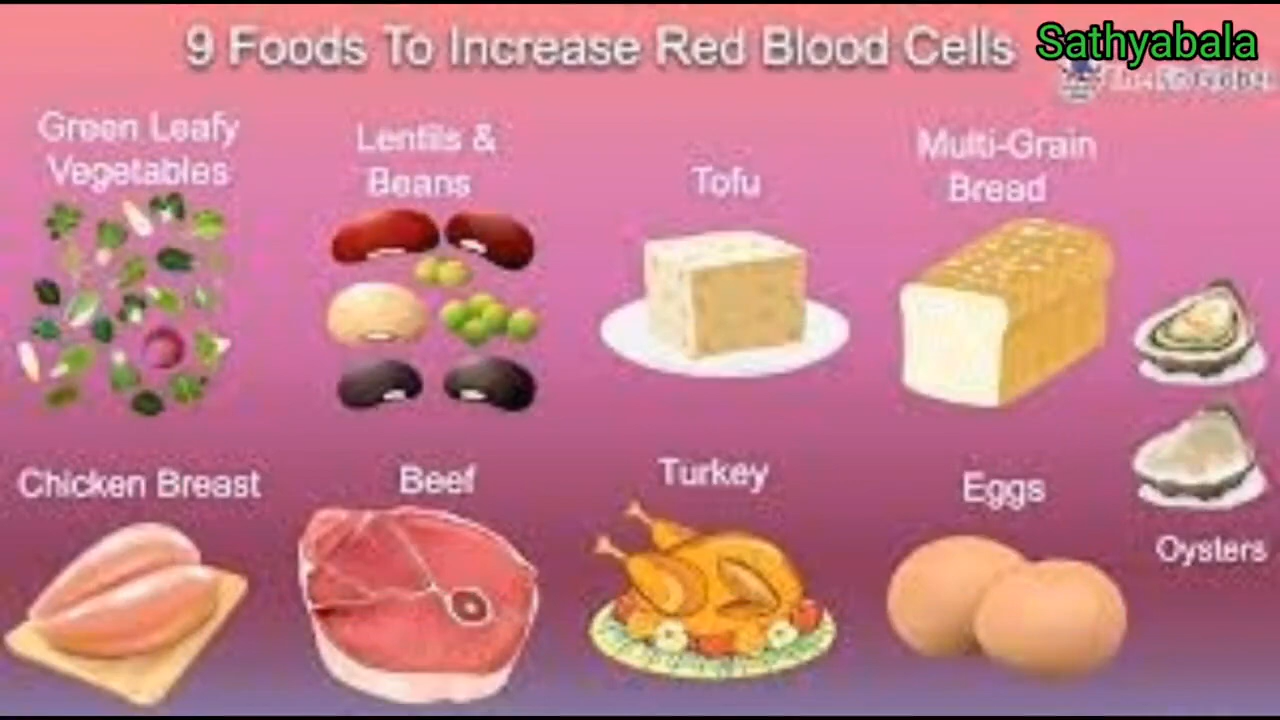 9 Foods To Increase Red Blood Cells
Sathyabala
Green Leafy
Vegetables
Lentils &
Beans
Tofu
Multi-Grain
Bread
Chicken Breast
Beef
Turkey
Eggs
Oysters